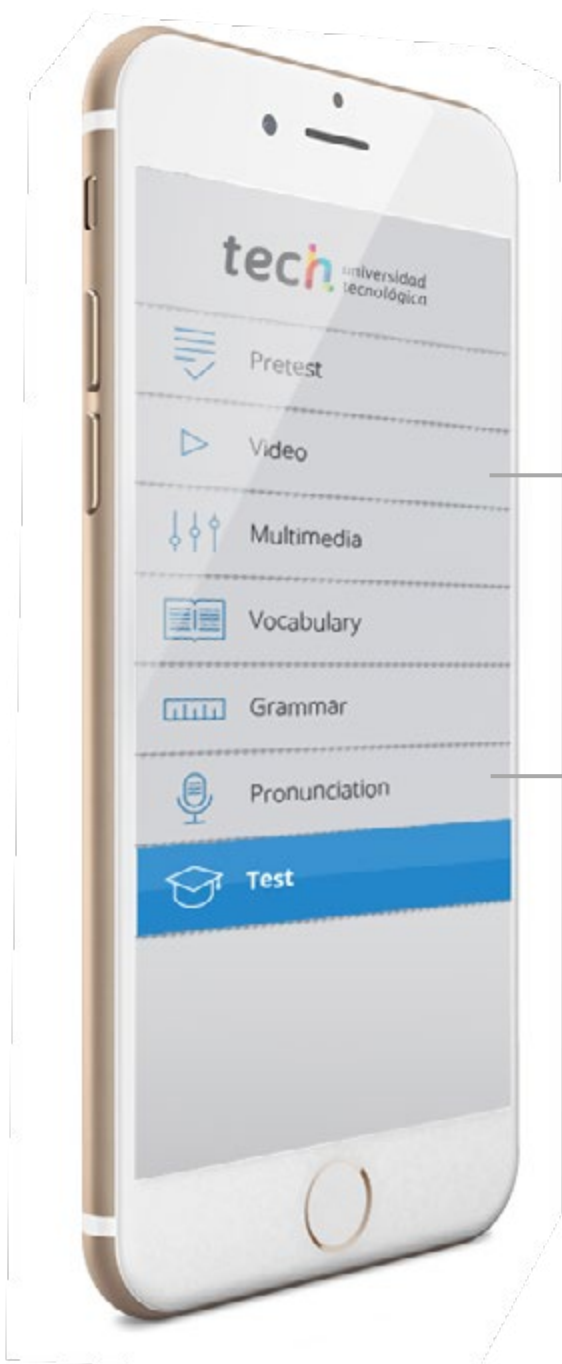 tech universidad
tecnológica
Pretest
Video
Multimedia
Vocabulary
Grammar
Pronunciation
Test